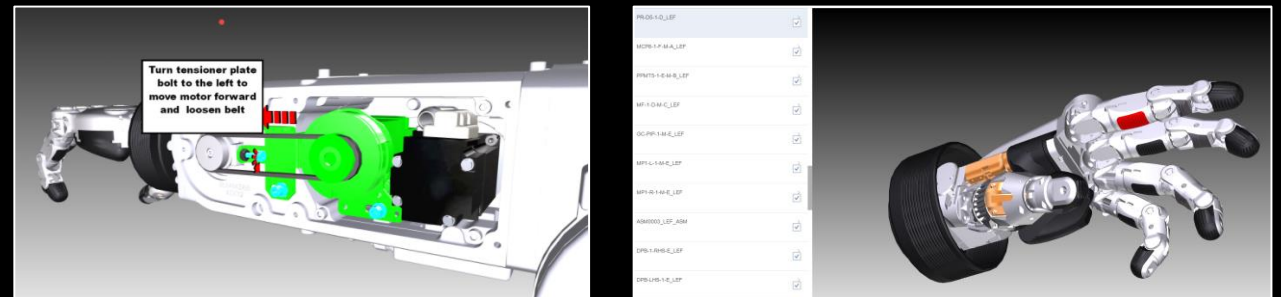 Turn tensioner plate
bolt to the left to
move motor forward
and loosen belt
PR-DS-1-D_LEF
MCPB-1-F-M-A_LEF
PPMTS-1-E-M-B_LEF
MF-1-D-M-C_LEF
GC-PIP-1-M-E_LEF
MP1-L-1-M-E_LEF
MP1-R-1-M-E_LEF
ASM0003_LEF_ASM
DPB-1-RHS-E_LEF
DPB-LHS-1-E_LEF